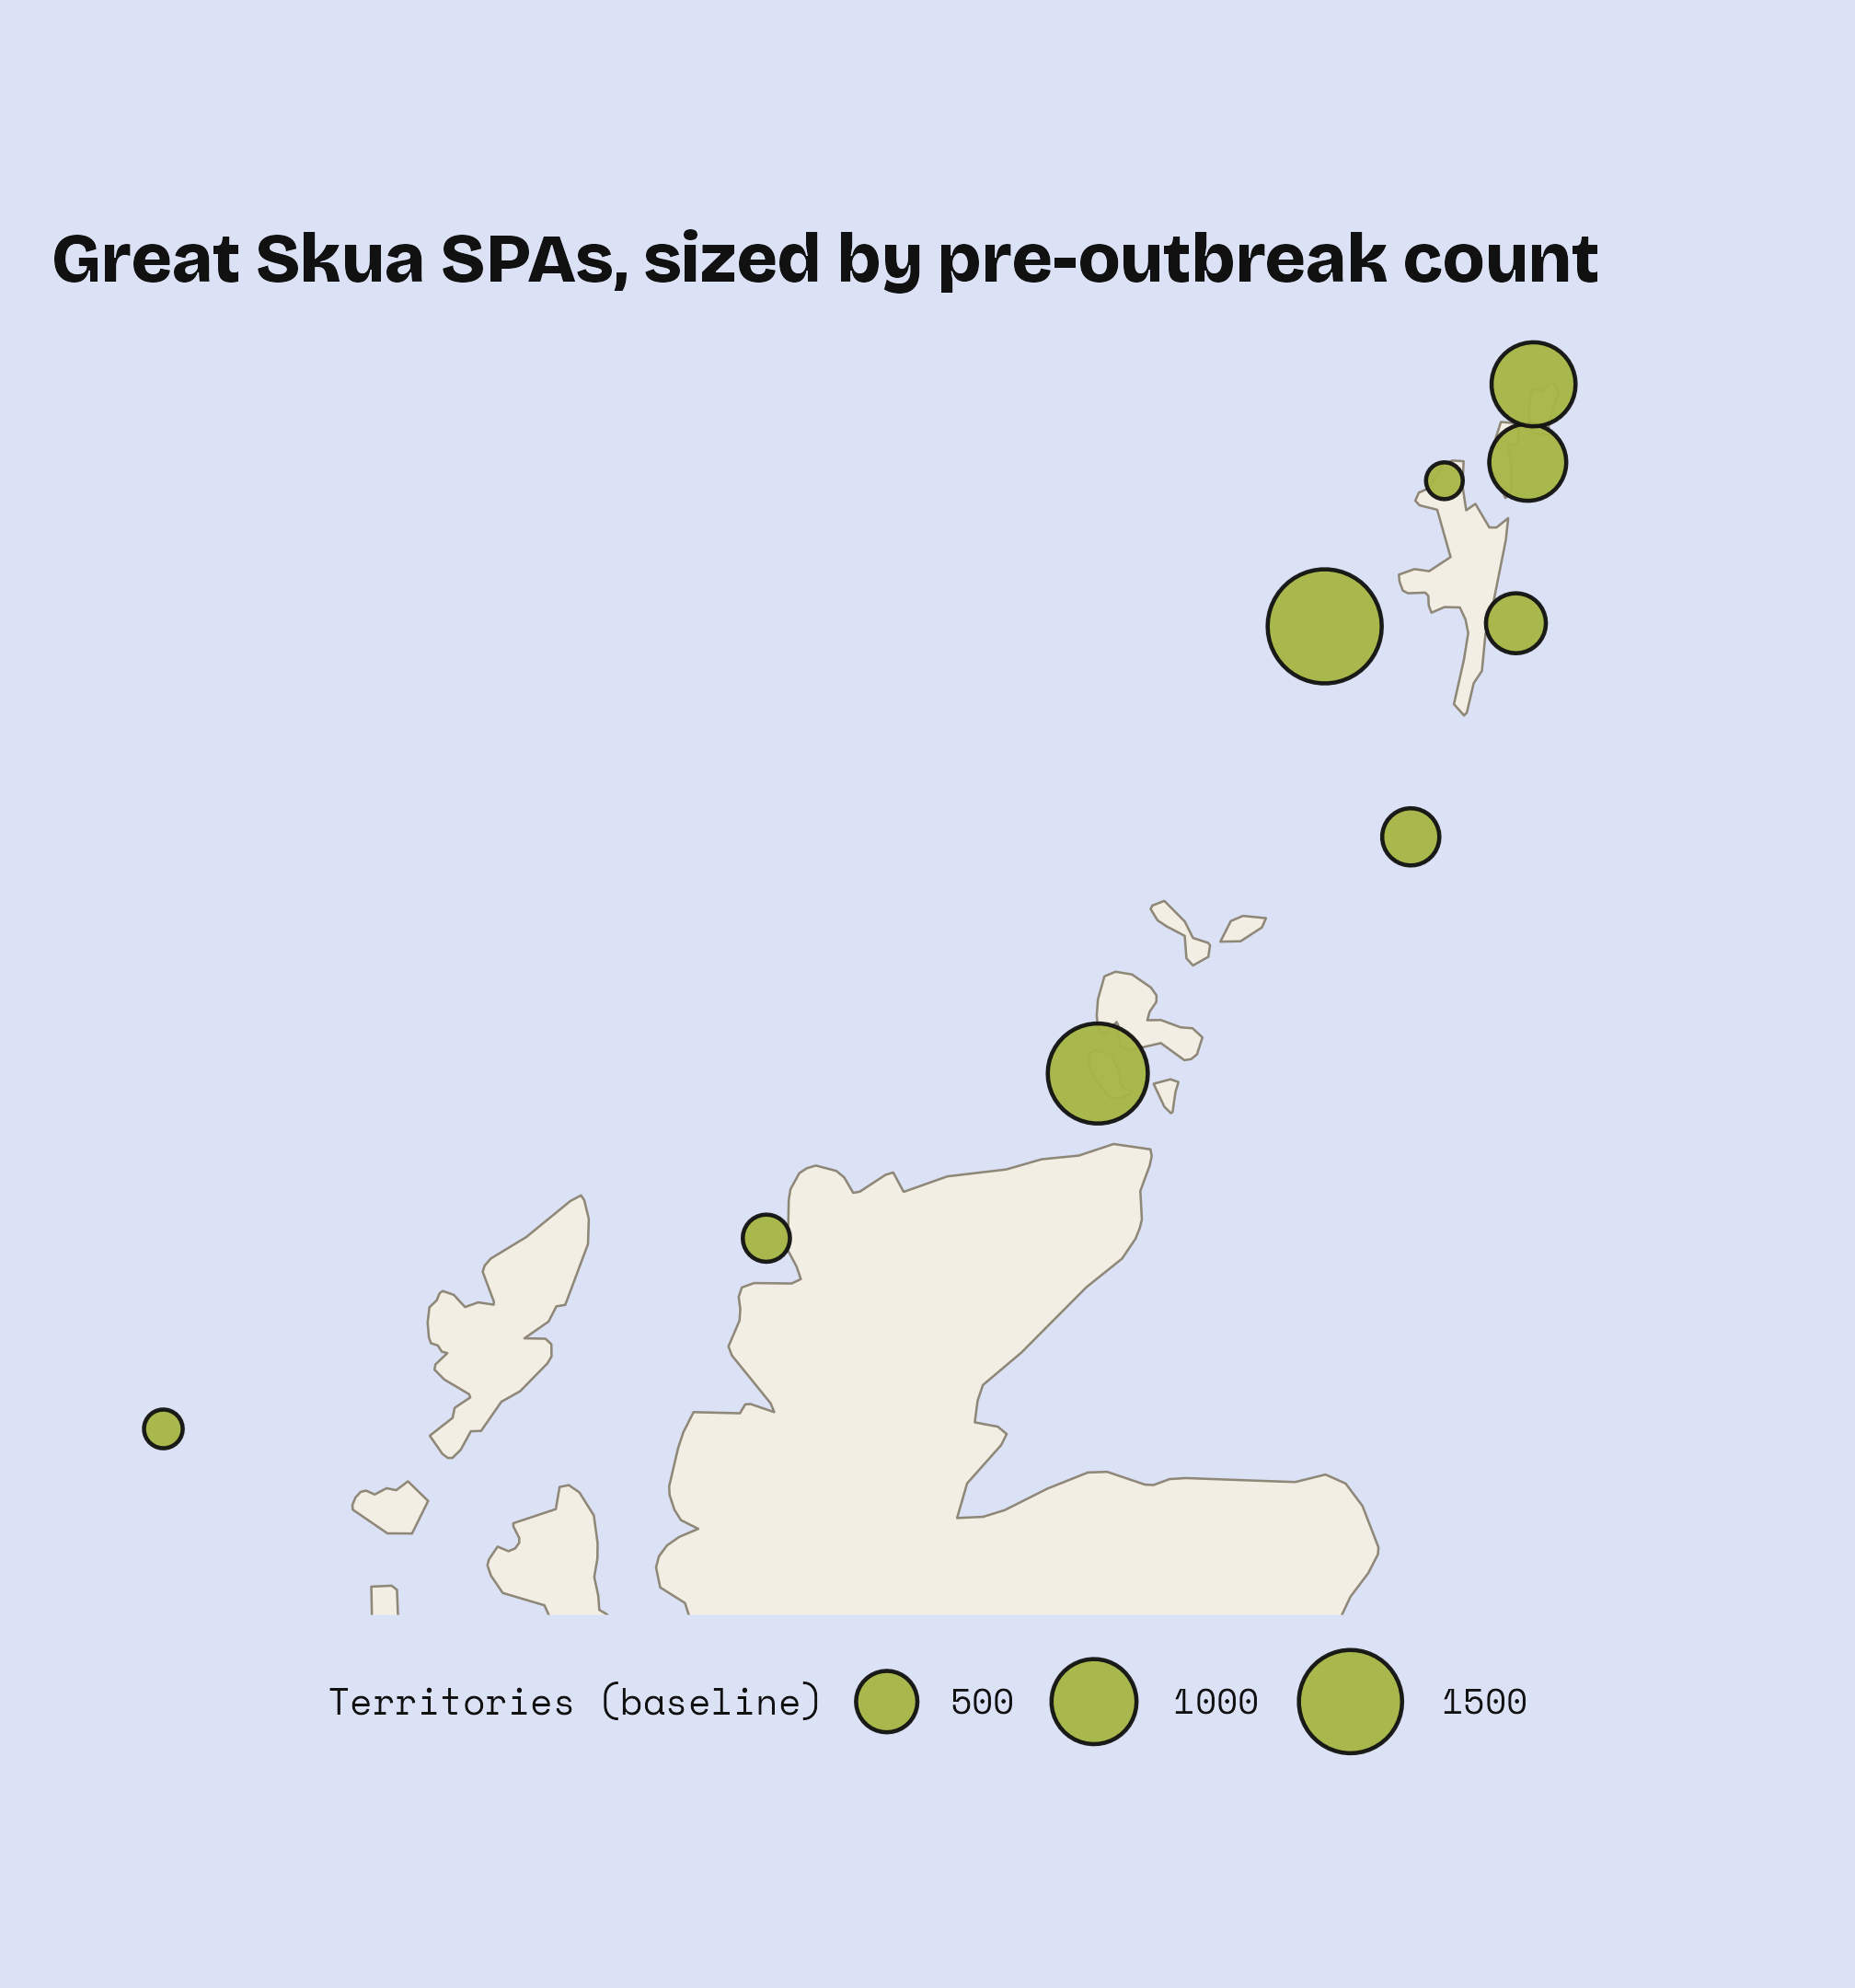 Great Skua SPAs, sized by pre-outbreak count
Territories (baseline) 500 1000 1500